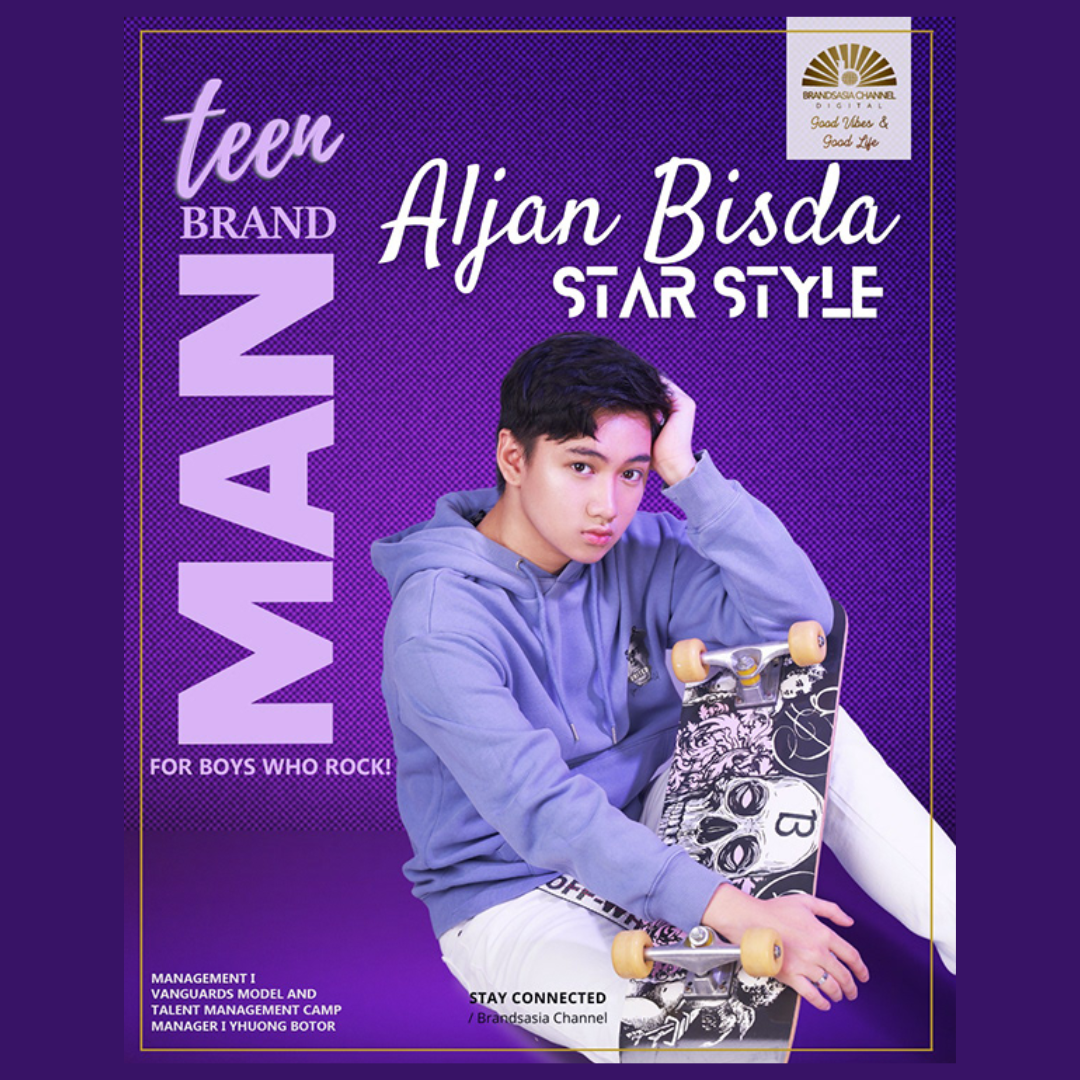 BRANDSASIA CHANNEL
DIGITAL
Good Vibes &
Good Life
teen
BRAND
MAN
FOR BOYS WHO ROCK!
Aljan Bisda
STAR STYLE
B
OFF-WH
MANAGEMENT I
VANGUARDS MODEL AND
TALENT MANAGEMENT CAMP
MANAGER I YHUONG BOTOR
STAY CONNECTED
/ Brandsasia Channel